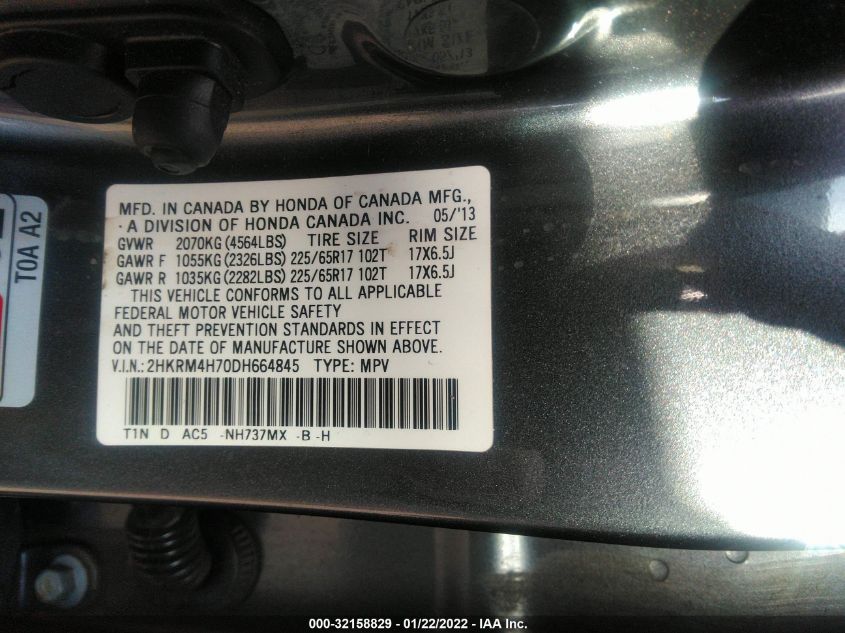 MFD. IN CANADA BY HONDA OF CANADA MFG.,
A DIVISION OF HONDA CANADA INC. 05/'13
GVWR 2070KG (4564LBS) TIRE SIZE RIM SIZE
GAWR F 1055KG (2326LBS) 225/65R17 102T 17X6.5J
GAWR R 1035KG (2282LBS) 225/65R17 102T 17X6.5J
THIS VEHICLE CONFORMS TO ALL APPLICABLE
FEDERAL MOTOR VEHICLE SAFETY
AND THEFT PREVENTION STANDARDS IN EFFECT
ON THE DATE OF MANUFACTURE SHOWN ABOVE.
V.I.N.: 2HKRM4H70DH664845 TYPE: MPV
T1N D AC5 -NH737MX -B -H
T0A A2
000-32158829 - 01/22/2022 - IAA Inc.